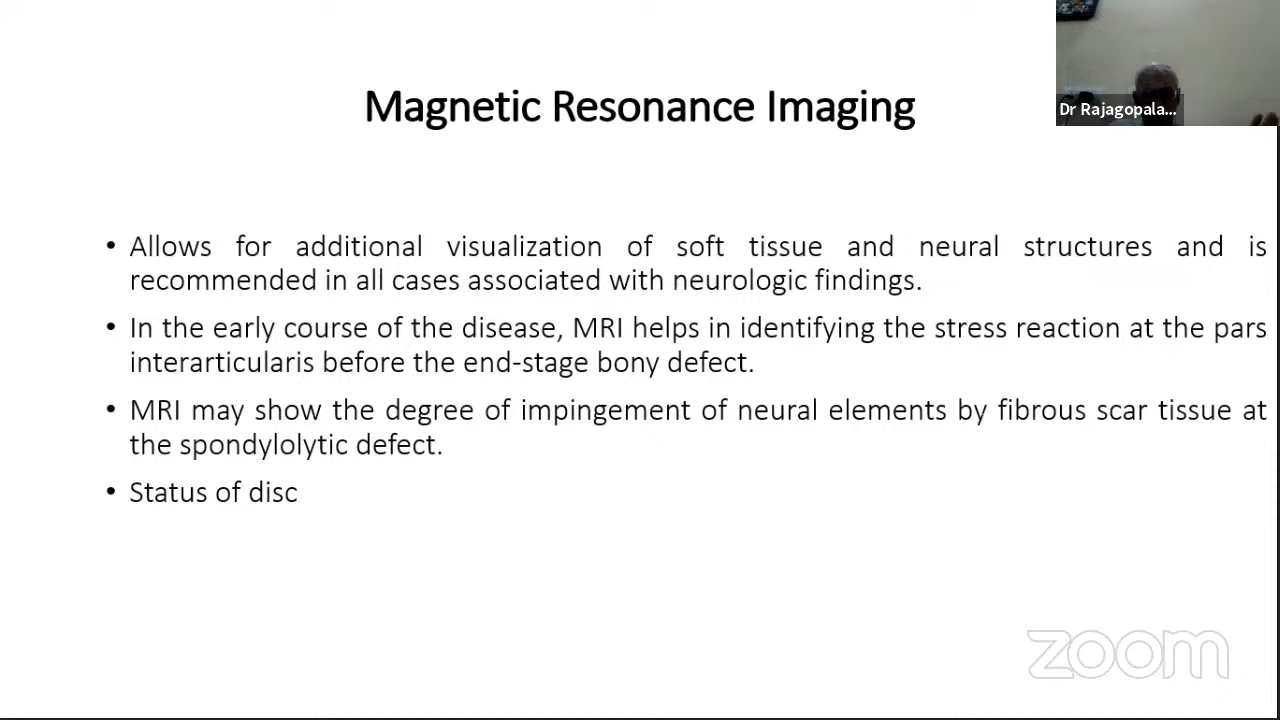 Magnetic Resonance Imaging
Dr Rajagopala...
• Allows for additional visualization of soft tissue and neural structures and is
recommended in all cases associated with neurologic findings.
• In the early course of the disease, MRI helps in identifying the stress reaction at the pars
interarticularis before the end-stage bony defect.
• MRI may show the degree of impingement of neural elements by fibrous scar tissue at
the spondylolytic defect.
• Status of disc
zoom